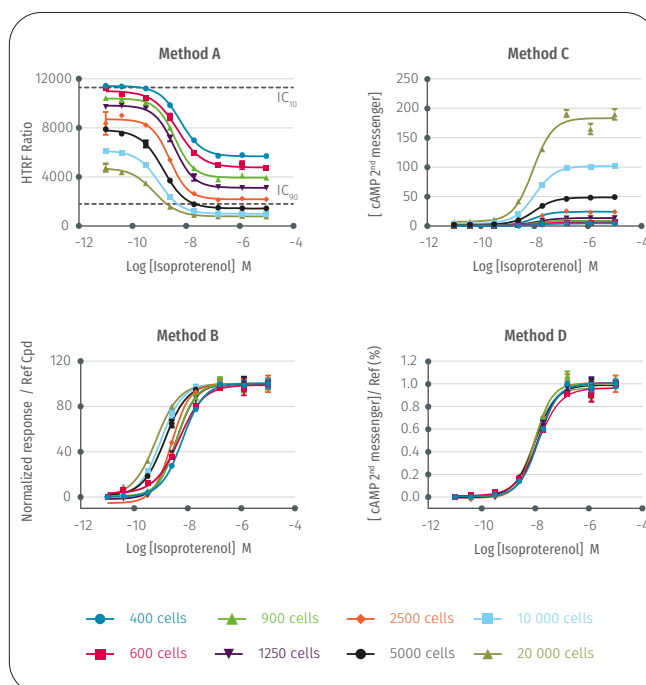 Method A
12000
8000
4000
0
HTRF Ratio
IC10
IC90
−12 −10 −8 −6 −4
Log [Isoproterenol] M
Method C
250
200
150
100
50
0
[ cAMP 2nd messenger]
−12 −10 −8 −6 −4
Log [Isoproterenol] M
Method B
120
80
40
0
Normalized response / Ref Cpd
−12 −10 −8 −6 −4
Log [Isoproterenol] M
Method D
1.2
1.0
0.8
0.6
0.4
0.2
0.0
[ cAMP 2nd messenger]/ Ref (%)
−12 −10 −8 −6 −4
Log [Isoproterenol] M
400 cells 900 cells 2500 cells 10 000 cells
600 cells 1250 cells 5000 cells 20 000 cells